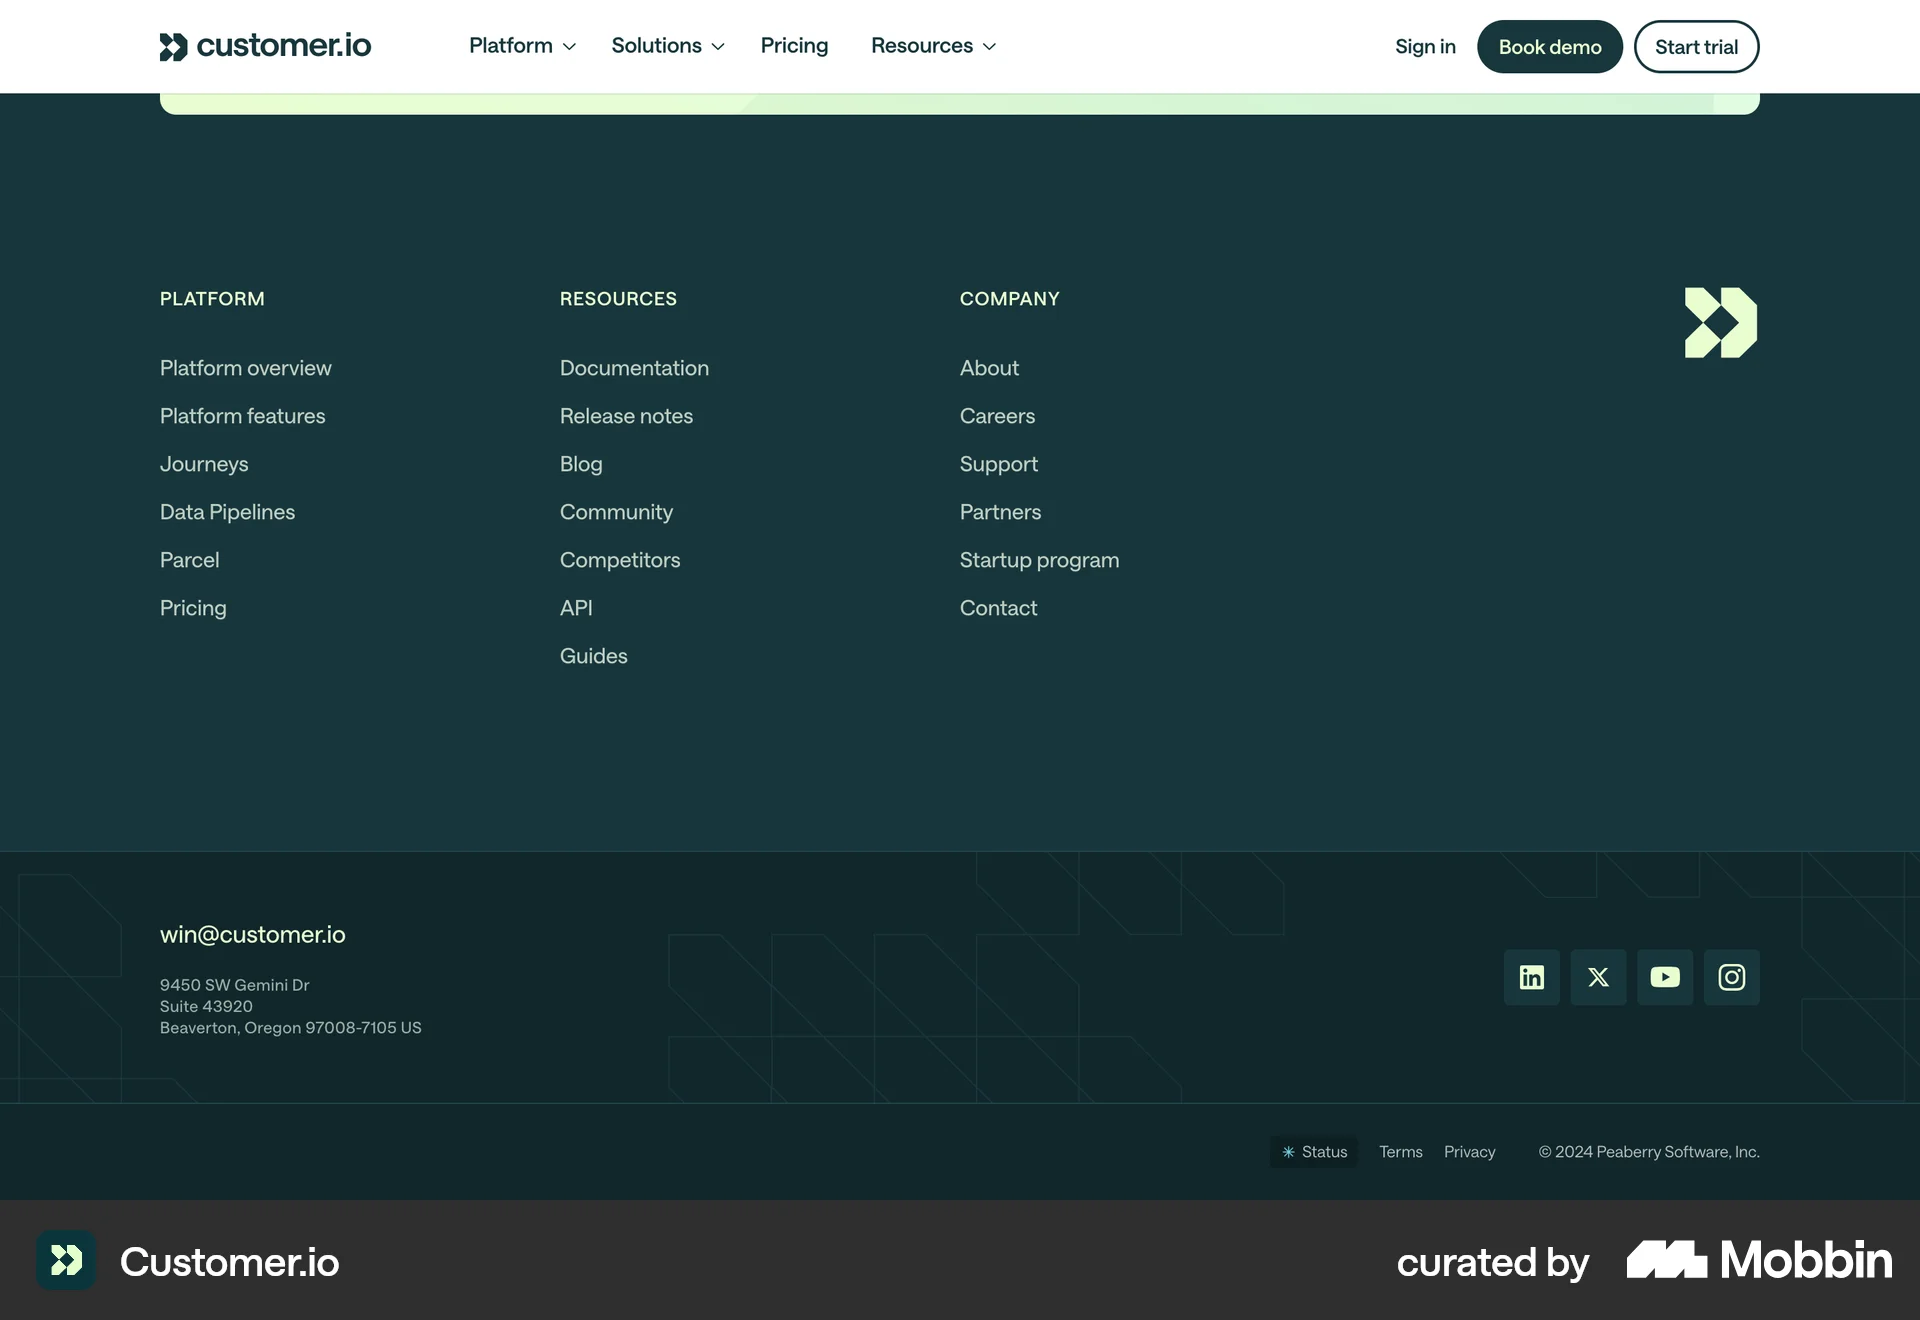 customer.io
Platform
Solutions
Pricing
Resources
Sign in
Book demo
Start trial
PLATFORM
Platform overview
Platform features
Journeys
Data Pipelines
Parcel
Pricing
RESOURCES
Documentation
Release notes
Blog
Community
Competitors
API
Guides
COMPANY
About
Careers
Support
Partners
Startup program
Contact
win@customer.io
9450 SW Gemini Dr
Suite 43920
Beaverton, Oregon 97008-7105 US
Status
Terms
Privacy
© 2024 Peaberry Software, Inc.
Customer.io
curated by
Mobbin